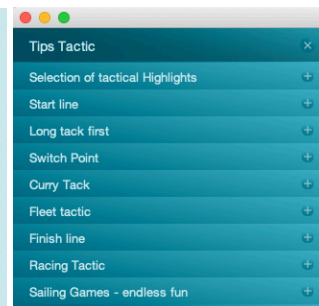 Tips Tactic
Selection of tactical Highlights
Start line
Long tack first
Switch Point
Curry Tack
Fleet tactic
Finish line
Racing Tactic
Sailing Games - endless fun